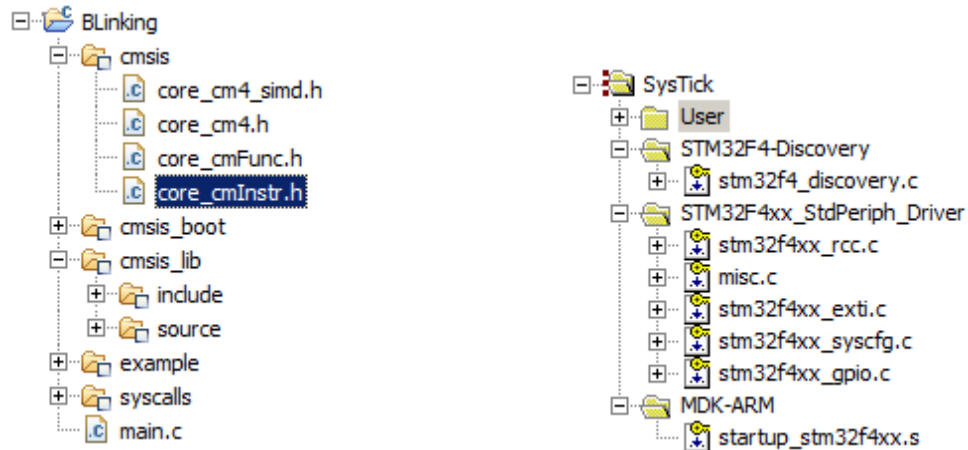 BLinking
cmsis
core_cm4_simd.h
core_cm4.h
core_cmFunc.h
core_cmInstr.h
cmsis_boot
cmsis_lib
include
source
example
syscalls
main.c
SysTick
User
STM32F4-Discovery
stm32f4_discovery.c
STM32F4xx_StdPeriph_Driver
stm32f4xx_rcc.c
misc.c
stm32f4xx_exti.c
stm32f4xx_syscfg.c
stm32f4xx_gpio.c
MDK-ARM
startup_stm32f4xx.s